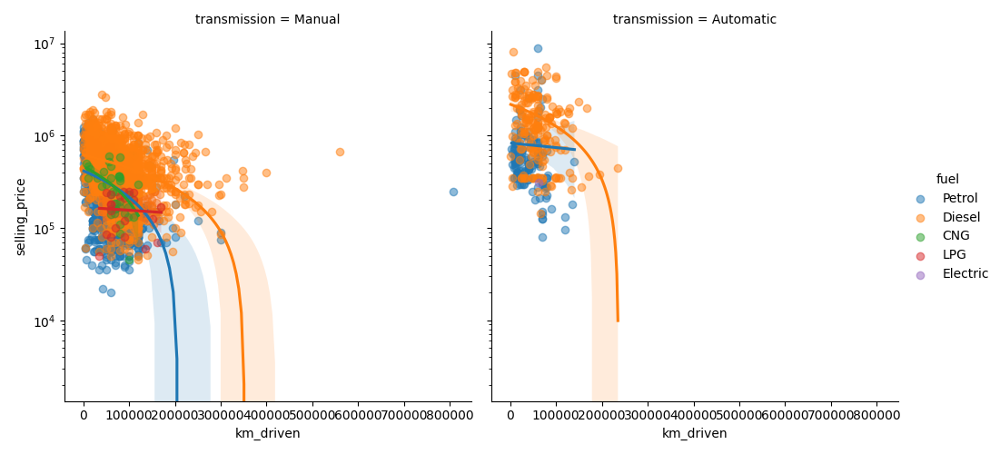 transmission = Manual
transmission = Automatic
10⁷
10⁶
10⁵
10⁴
selling_price
0 100000 200000 300000 400000 500000 600000 700000 800000
0 100000 200000 300000 400000 500000 600000 700000 800000
km_driven
km_driven
fuel
Petrol
Diesel
CNG
LPG
Electric